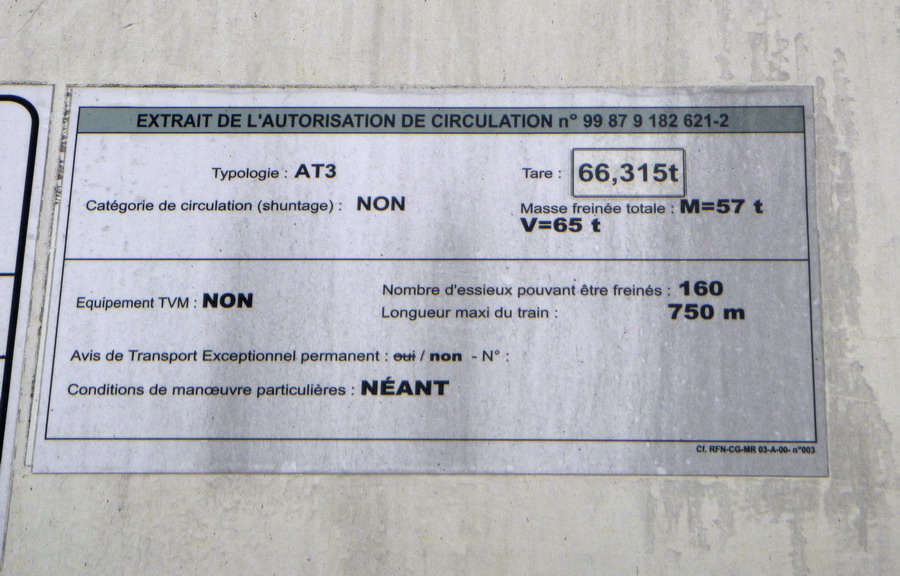 EXTRAIT DE L'AUTORISATION DE CIRCULATION n° 99 87 9 182 621-2
Typologie : AT3
Tare : 66,315t
Catégorie de circulation (shuntage) : NON
Masse freinée totale : M=57 t
V=65 t
Equipement TVM : NON
Nombre d'essieux pouvant être freinés : 160
Longueur maxi du train : 750 m
Avis de Transport Exceptionnel permanent : oui / non - N° :
Conditions de manœuvre particulières : NÉANT
Cf. RFN-CG-MR 03-A-00- n°003